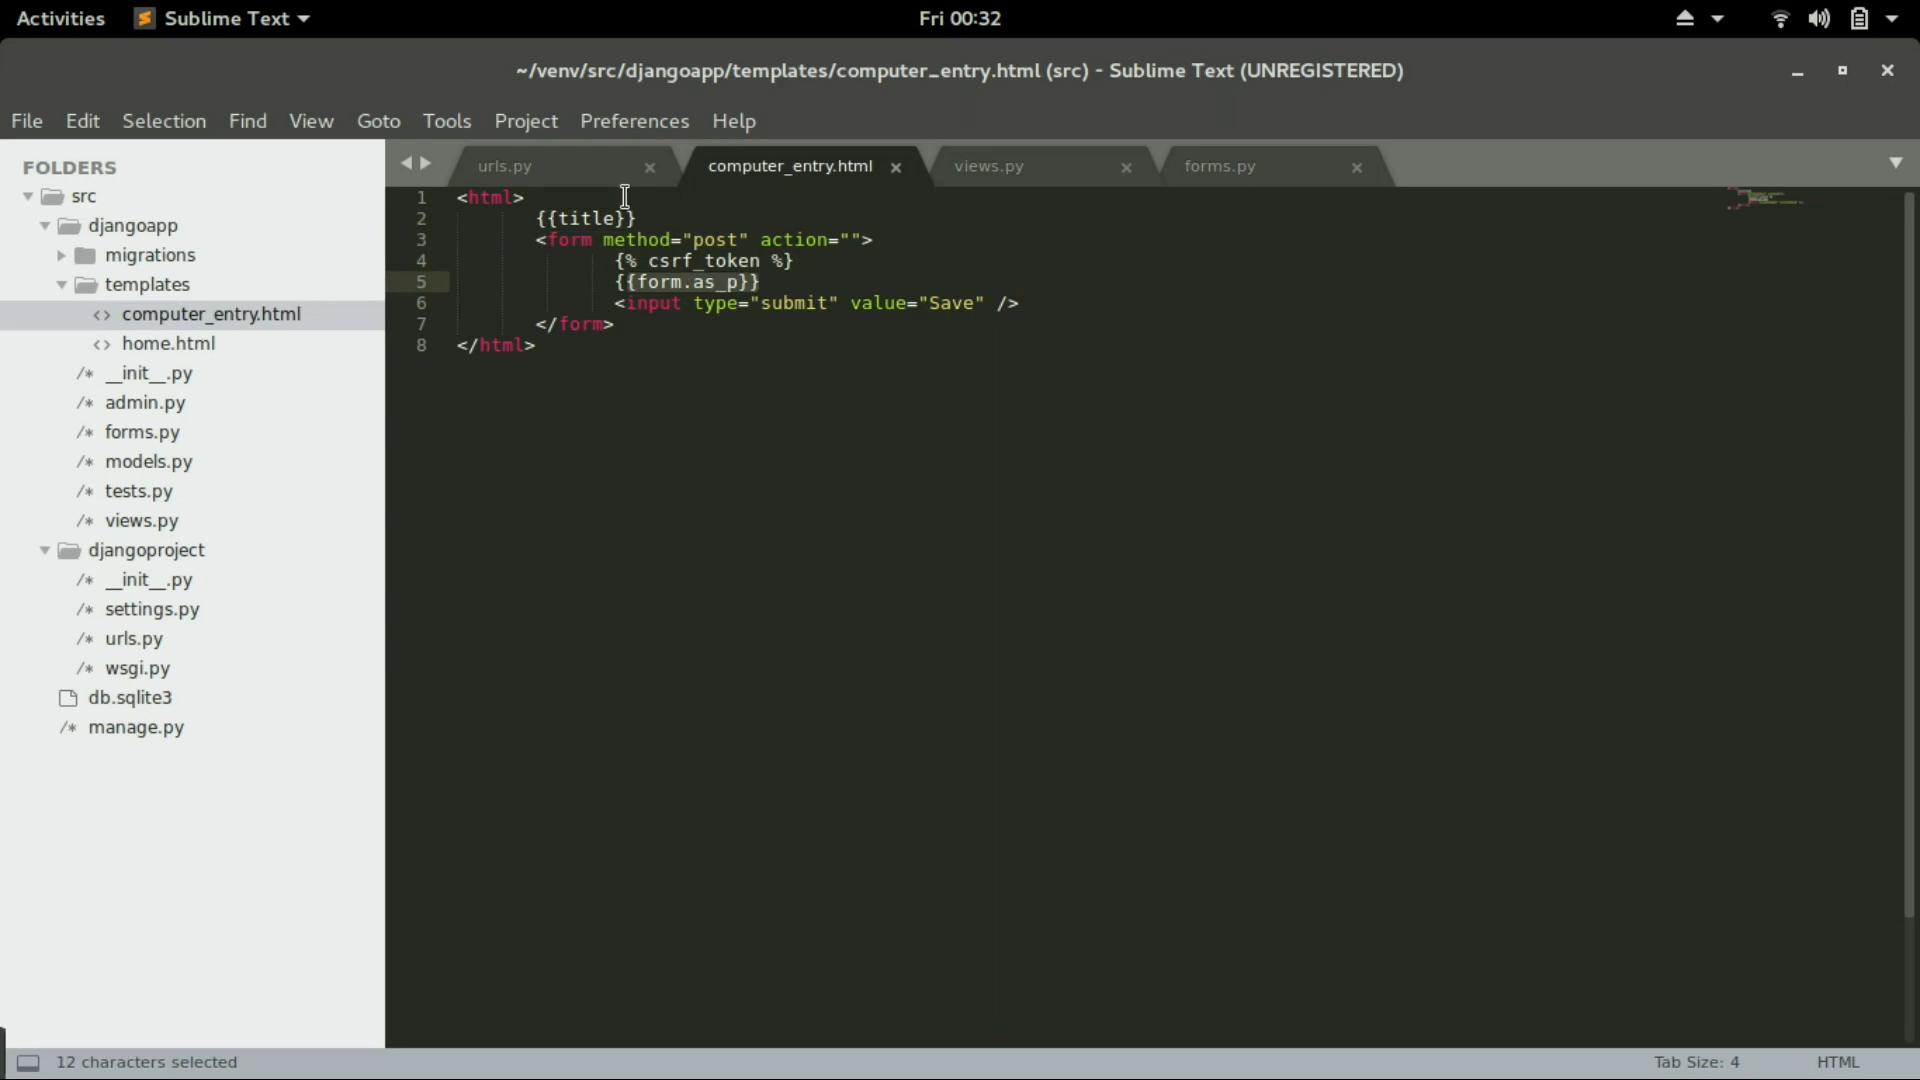 Activities Sublime Text Fri 00:32
~/venv/src/djangoapp/templates/computer_entry.html (src) - Sublime Text (UNREGISTERED)
File Edit Selection Find View Goto Tools Project Preferences Help
FOLDERS
src
djangoapp
migrations
templates
computer_entry.html
home.html
__init__.py
admin.py
forms.py
models.py
tests.py
views.py
djangoproject
__init__.py
settings.py
urls.py
wsgi.py
db.sqlite3
manage.py
urls.py computer_entry.html views.py forms.py
1 <html>
2 {{title}}
3 <form method="post" action="">
4 {% csrf_token %}
5 {{form.as_p}}
6 <input type="submit" value="Save" />
7 </form>
8 </html>
12 characters selected Tab Size: 4 HTML